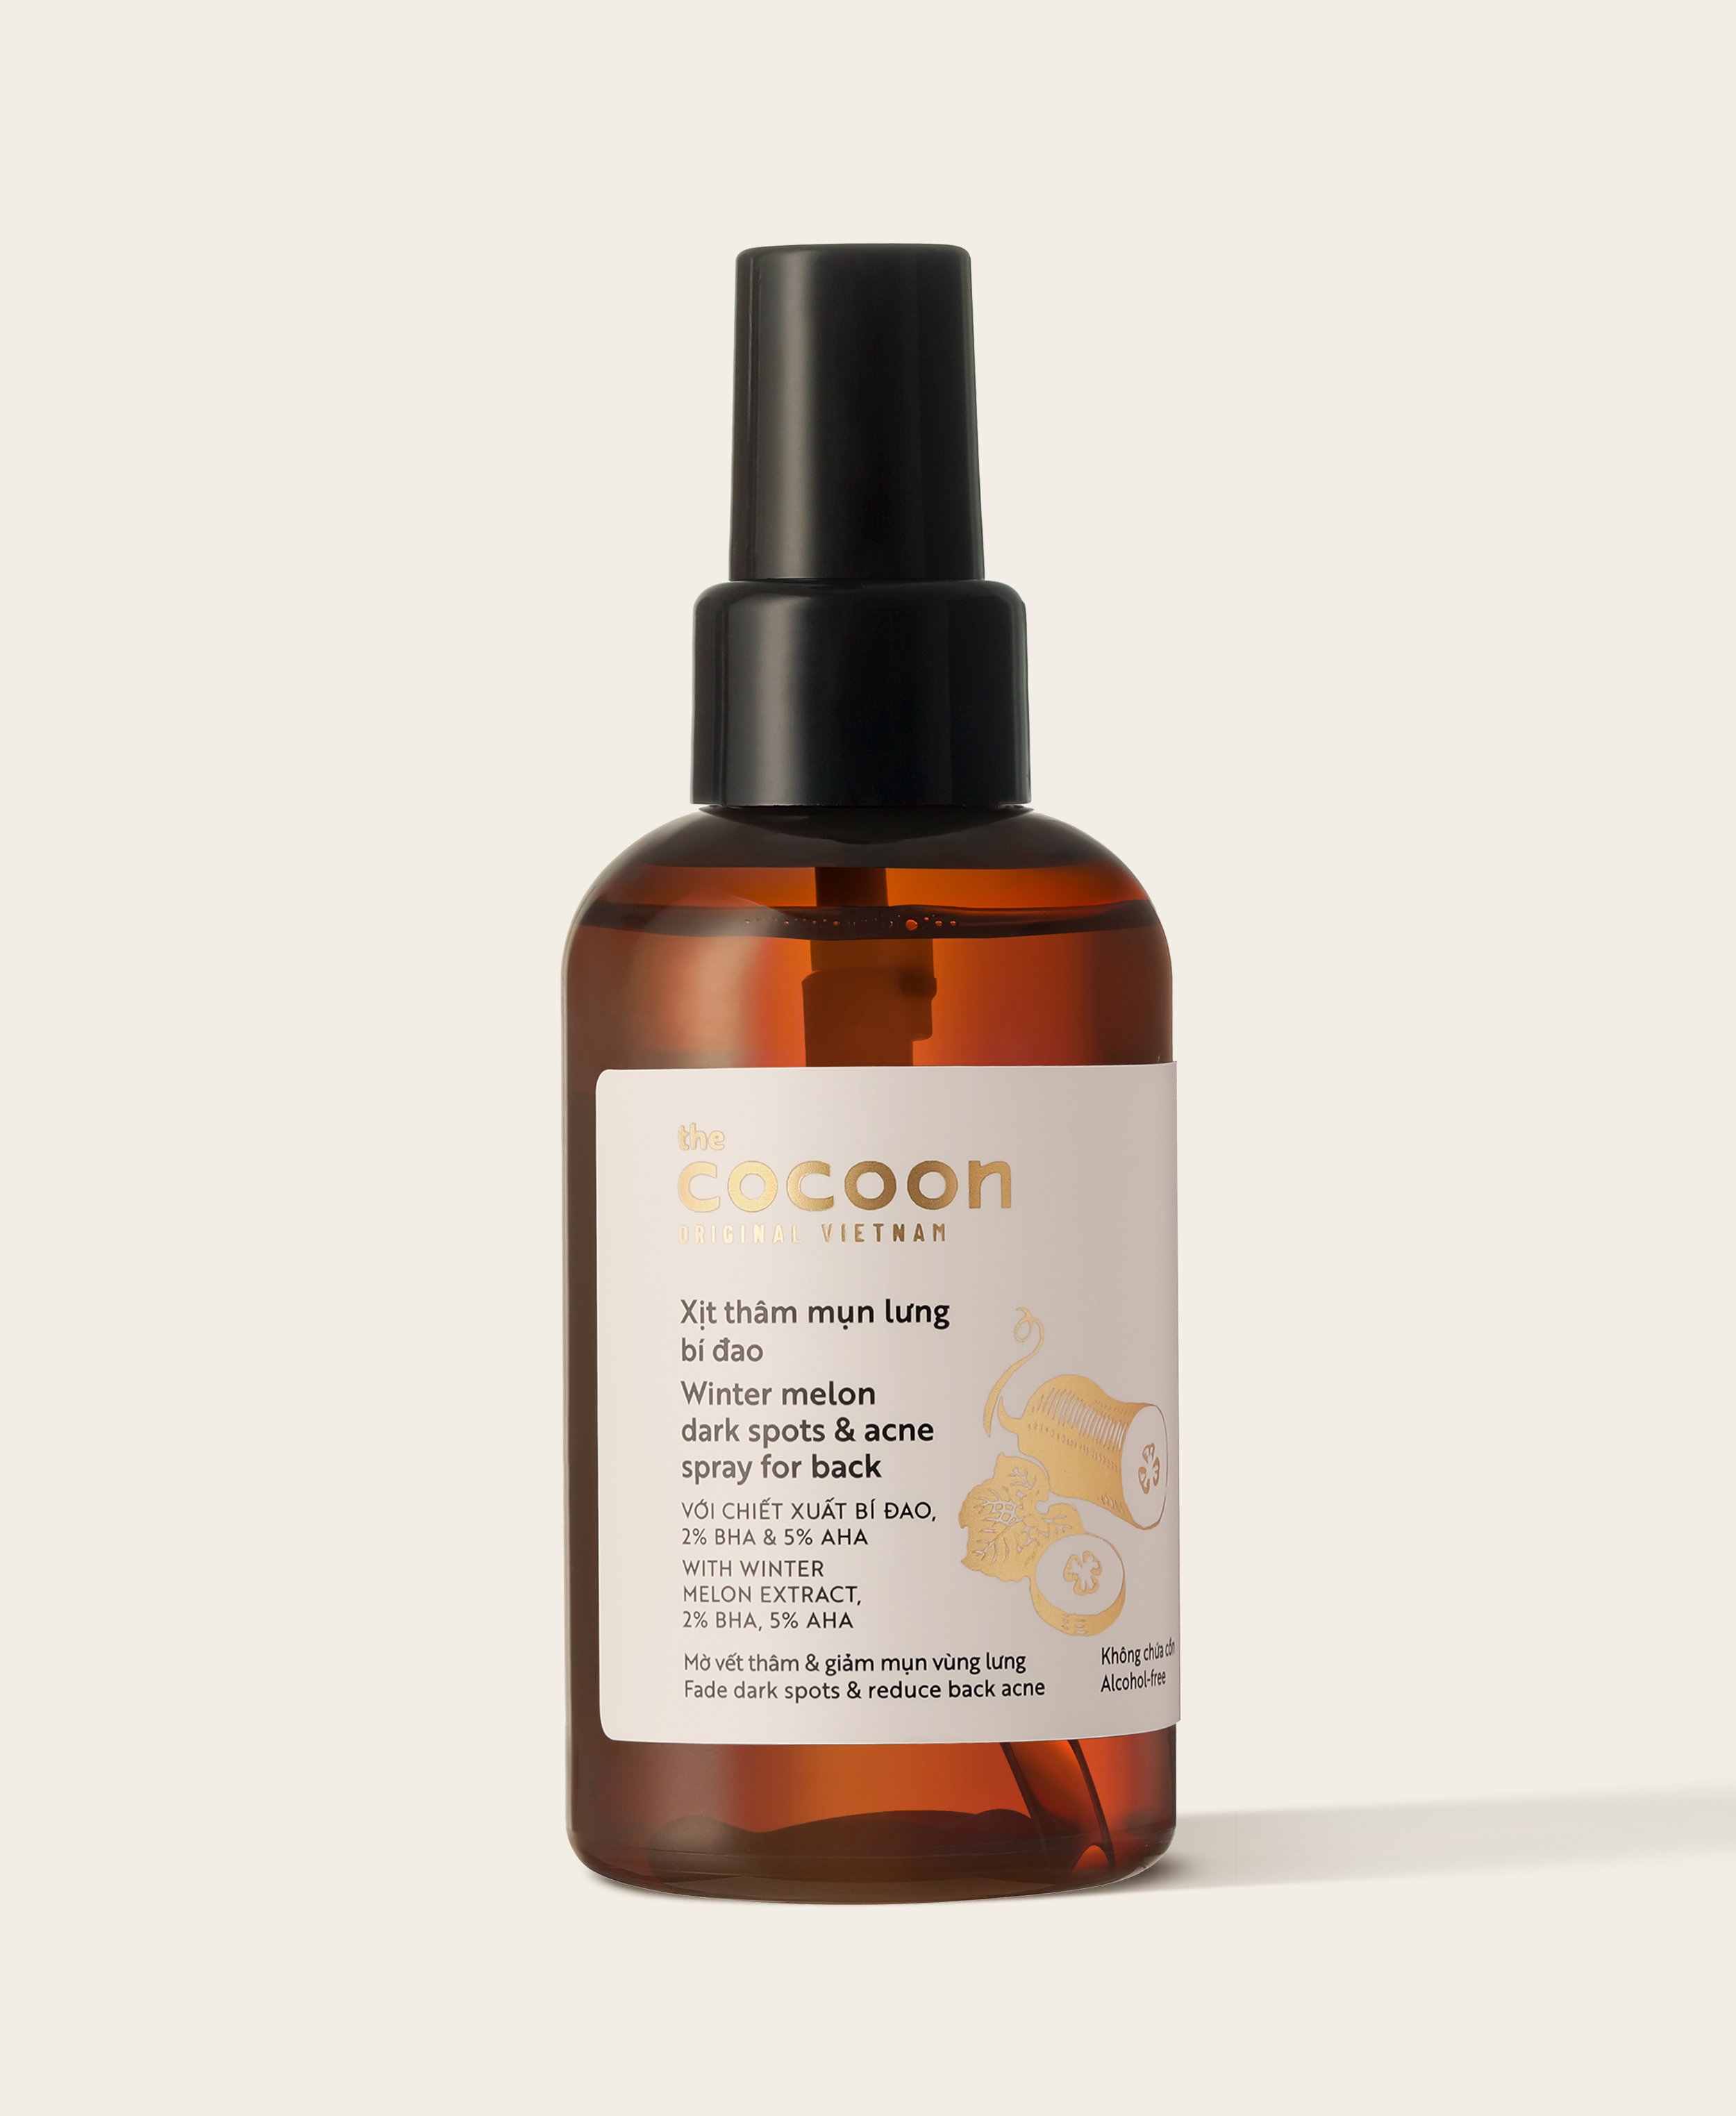 the
cocoon
ORIGINAL VIETNAM
Xịt thâm mụn lưng
bí đao
Winter melon
dark spots & acne
spray for back
VỚI CHIẾT XUẤT BÍ ĐAO,
2% BHA & 5% AHA
WITH WINTER
MELON EXTRACT,
2% BHA, 5% AHA
Mờ vết thâm & giảm mụn vùng lưng
Fade dark spots & reduce back acne
Không chứa cồn
Alcohol-free